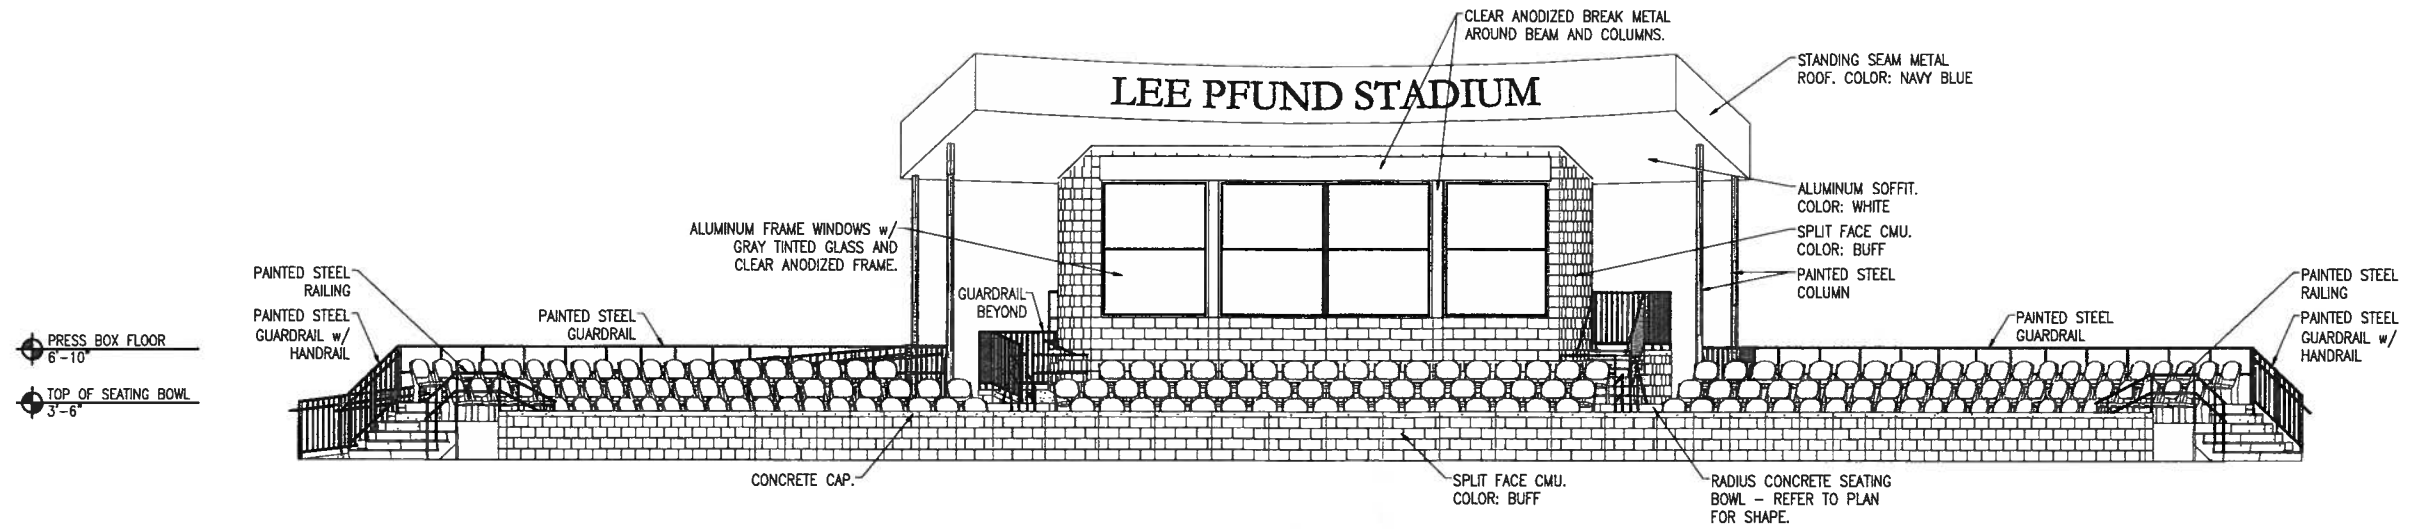 CLEAR ANODIZED BREAK METAL
AROUND BEAM AND COLUMNS.
STANDING SEAM METAL
ROOF. COLOR: NAVY BLUE
LEE PFUND STADIUM
ALUMINUM SOFFIT.
COLOR: WHITE
ALUMINUM FRAME WINDOWS w/
GRAY TINTED GLASS AND
CLEAR ANODIZED FRAME.
SPLIT FACE CMU.
COLOR: BUFF
PAINTED STEEL
COLUMN
PAINTED STEEL
RAILING
PAINTED STEEL
RAILING
GUARDRAIL
BEYOND
PAINTED STEEL
GUARDRAIL w/
HANDRAIL
PAINTED STEEL
GUARDRAIL
PAINTED STEEL
GUARDRAIL
PAINTED STEEL
GUARDRAIL w/
HANDRAIL
PRESS BOX FLOOR
6'-10"
TOP OF SEATING BOWL
3'-6"
CONCRETE CAP.
SPLIT FACE CMU.
COLOR: BUFF
RADIUS CONCRETE SEATING
BOWL - REFER TO PLAN
FOR SHAPE.